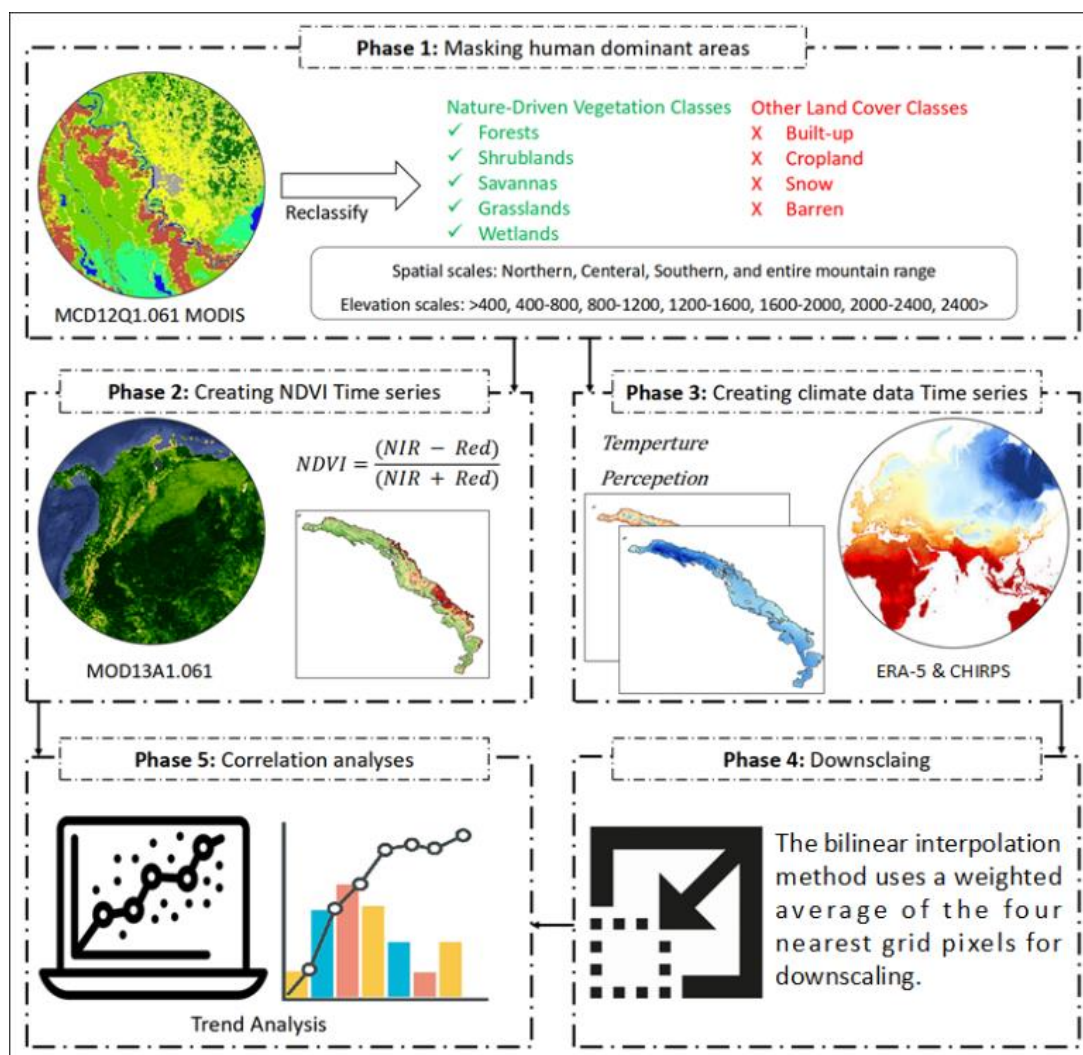 Phase 1: Masking human dominant areas
Nature-Driven Vegetation Classes
✓ Forests
✓ Shrublands
✓ Savannas
✓ Grasslands
✓ Wetlands
Other Land Cover Classes
X Built-up
X Cropland
X Snow
X Barren
Reclassify
MCD12Q1.061 MODIS
Spatial scales: Northern, Centeral, Southern, and entire mountain range
Elevation scales: >400, 400-800, 800-1200, 1200-1600, 1600-2000, 2000-2400, 2400>
Phase 2: Creating NDVI Time series
NDVI = (NIR − Red) / (NIR + Red)
MOD13A1.061
Phase 3: Creating climate data Time series
Temperture
Percepetion
ERA-5 & CHIRPS
Phase 5: Correlation analyses
Trend Analysis
Phase 4: Downsclaing
The bilinear interpolation
method uses a weighted
average of the four
nearest grid pixels for
downscaling.